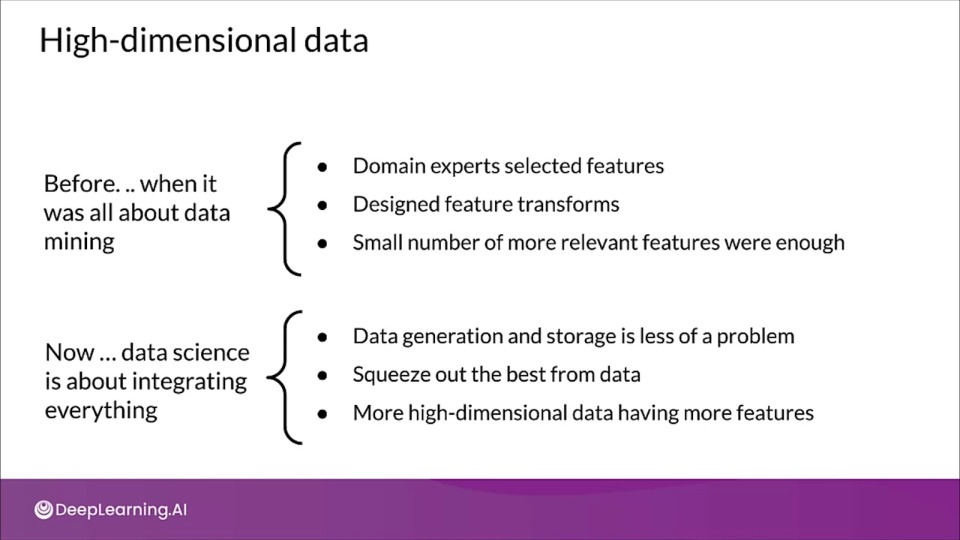 High-dimensional data
Before. .. when it
was all about data
mining
● Domain experts selected features
● Designed feature transforms
● Small number of more relevant features were enough
Now ... data science
is about integrating
everything
● Data generation and storage is less of a problem
● Squeeze out the best from data
● More high-dimensional data having more features
DeepLearning.AI